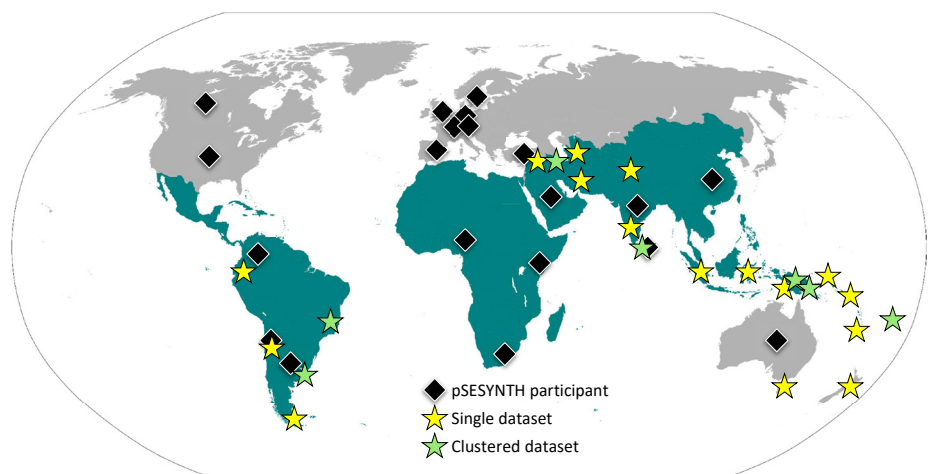 pSESYNTH participant
Single dataset
Clustered dataset